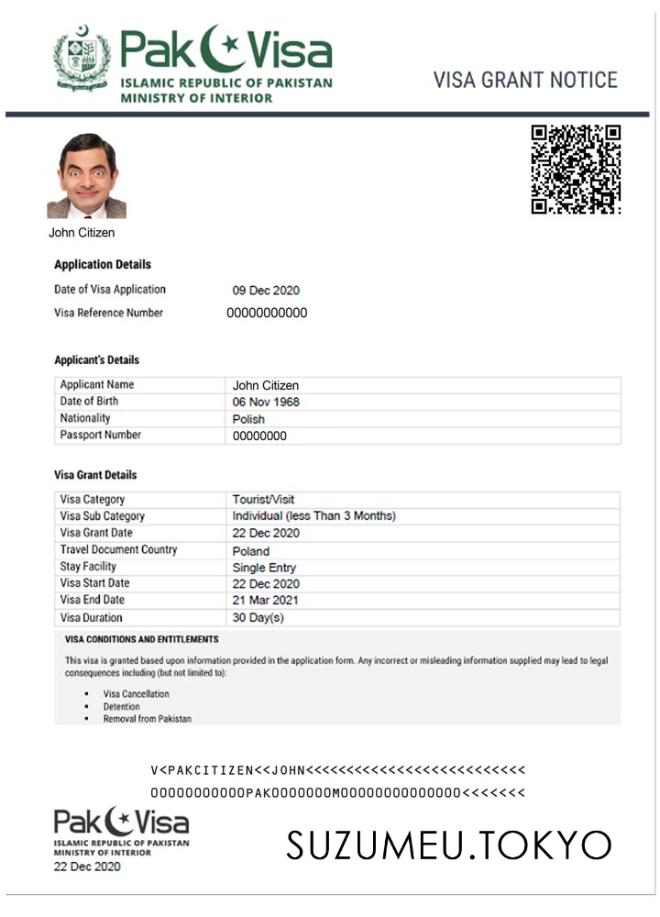 Pak Visa
ISLAMIC REPUBLIC OF PAKISTAN
MINISTRY OF INTERIOR
VISA GRANT NOTICE
John Citizen
Application Details
Date of Visa Application 09 Dec 2020
Visa Reference Number 00000000000
Applicant's Details
Applicant Name John Citizen
Date of Birth 06 Nov 1968
Nationality Polish
Passport Number 00000000
Visa Grant Details
Visa Category Tourist/Visit
Visa Sub Category Individual (less Than 3 Months)
Visa Grant Date 22 Dec 2020
Travel Document Country Poland
Stay Facility Single Entry
Visa Start Date 22 Dec 2020
Visa End Date 21 Mar 2021
Visa Duration 30 Day(s)
VISA CONDITIONS AND ENTITLEMENTS
This visa is granted based upon information provided in the application form. Any incorrect or misleading information supplied may lead to legal
consequences including (but not limited to):
▪ Visa Cancellation
▪ Detention
▪ Removal from Pakistan
V<PAKCITIZEN<<JOHN<<<<<<<<<<<<<<<<<<<<<<<<<<
00000000000PAK0000000M00000000000000<<<<<<<
Pak Visa
ISLAMIC REPUBLIC OF PAKISTAN
MINISTRY OF INTERIOR
22 Dec 2020
SUZUMEU.TOKYO